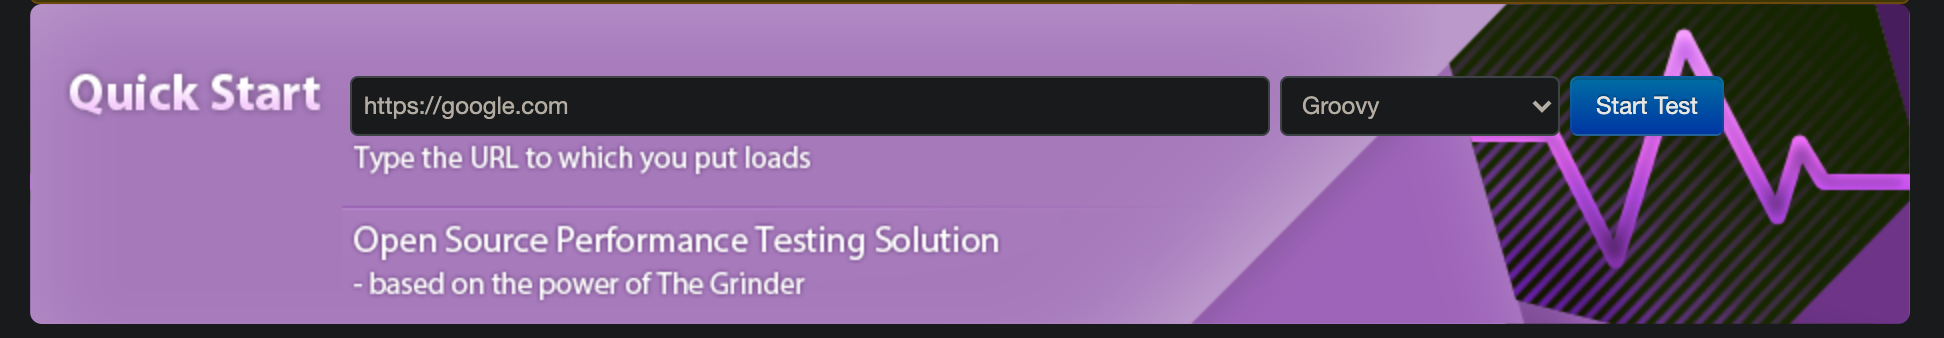 Quick Start
https://google.com
Groovy
Start Test
Type the URL to which you put loads
Open Source Performance Testing Solution
- based on the power of The Grinder